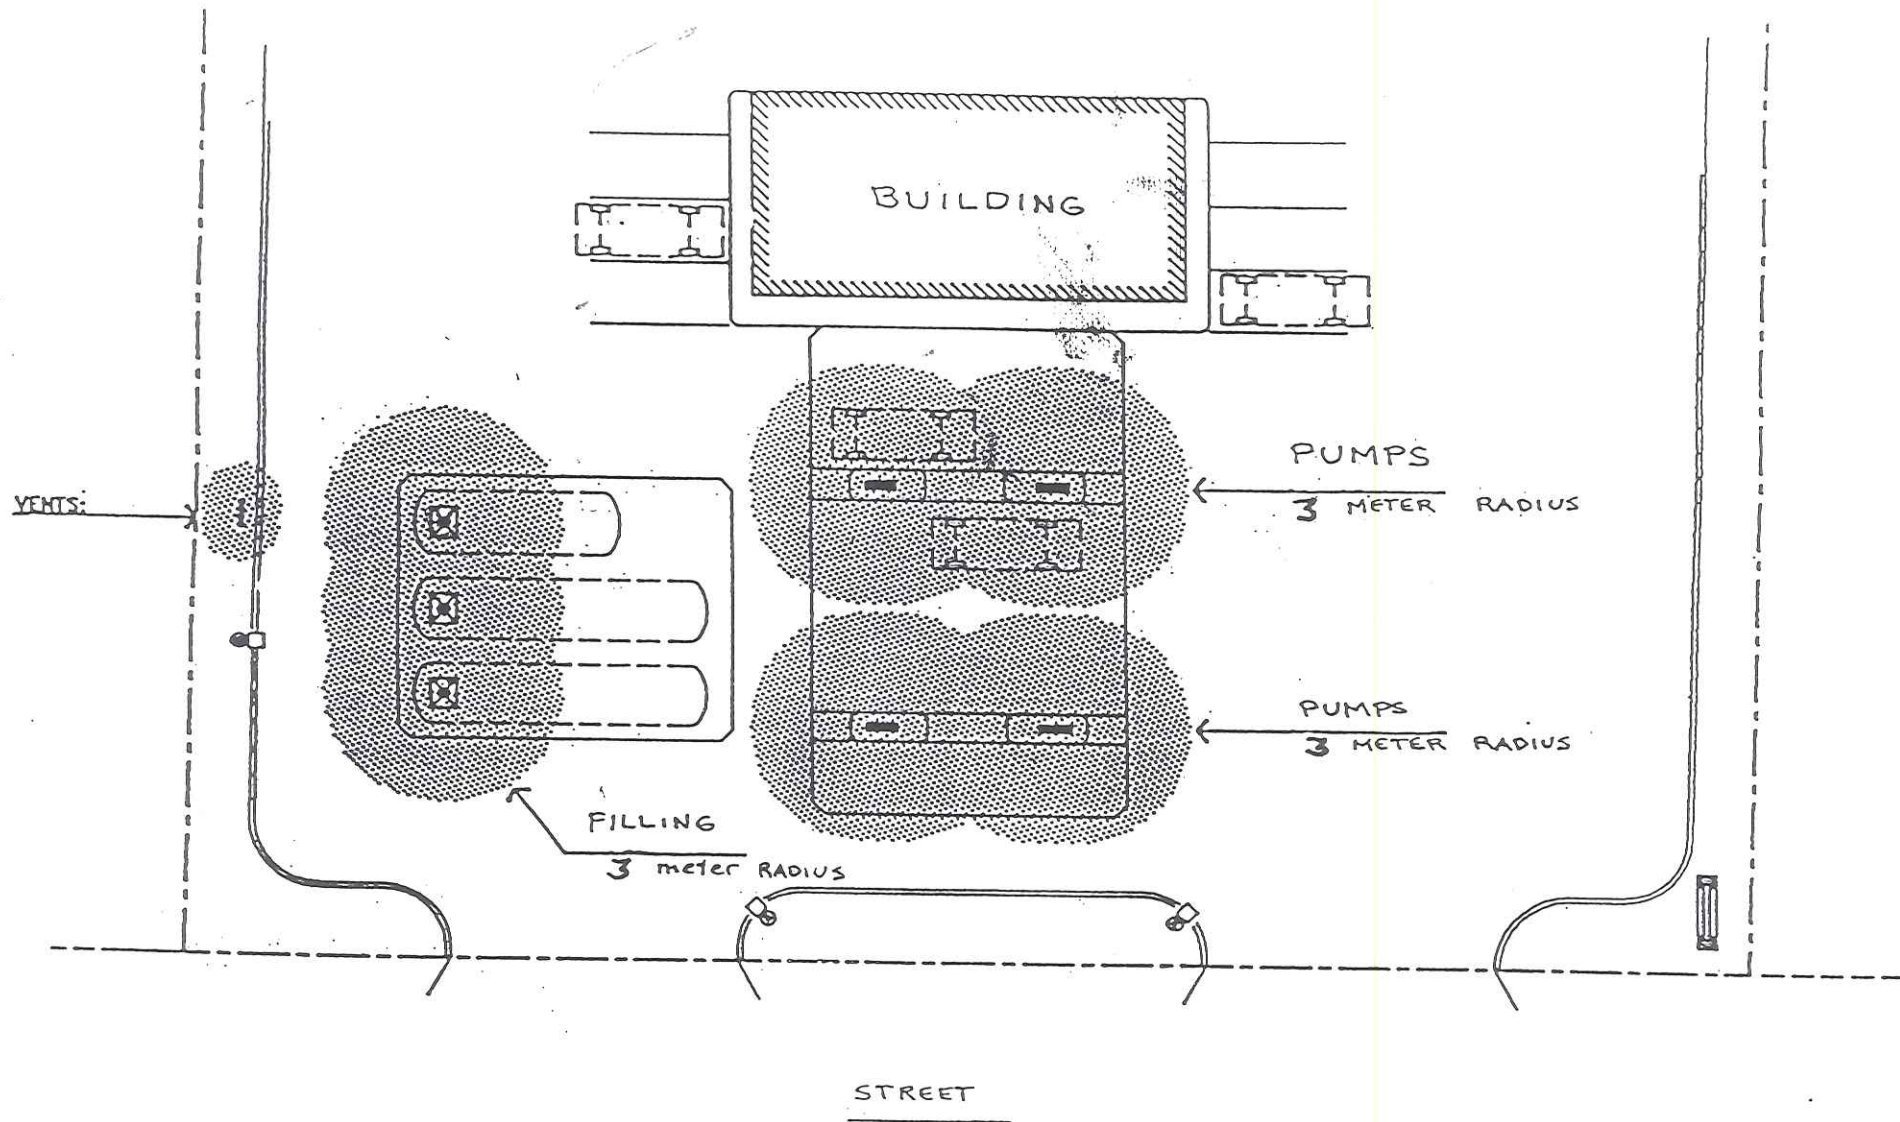 BUILDING
PUMPS
3 METER RADIUS
VENTS:
PUMPS
3 METER RADIUS
FILLING
3 meter RADIUS
STREET